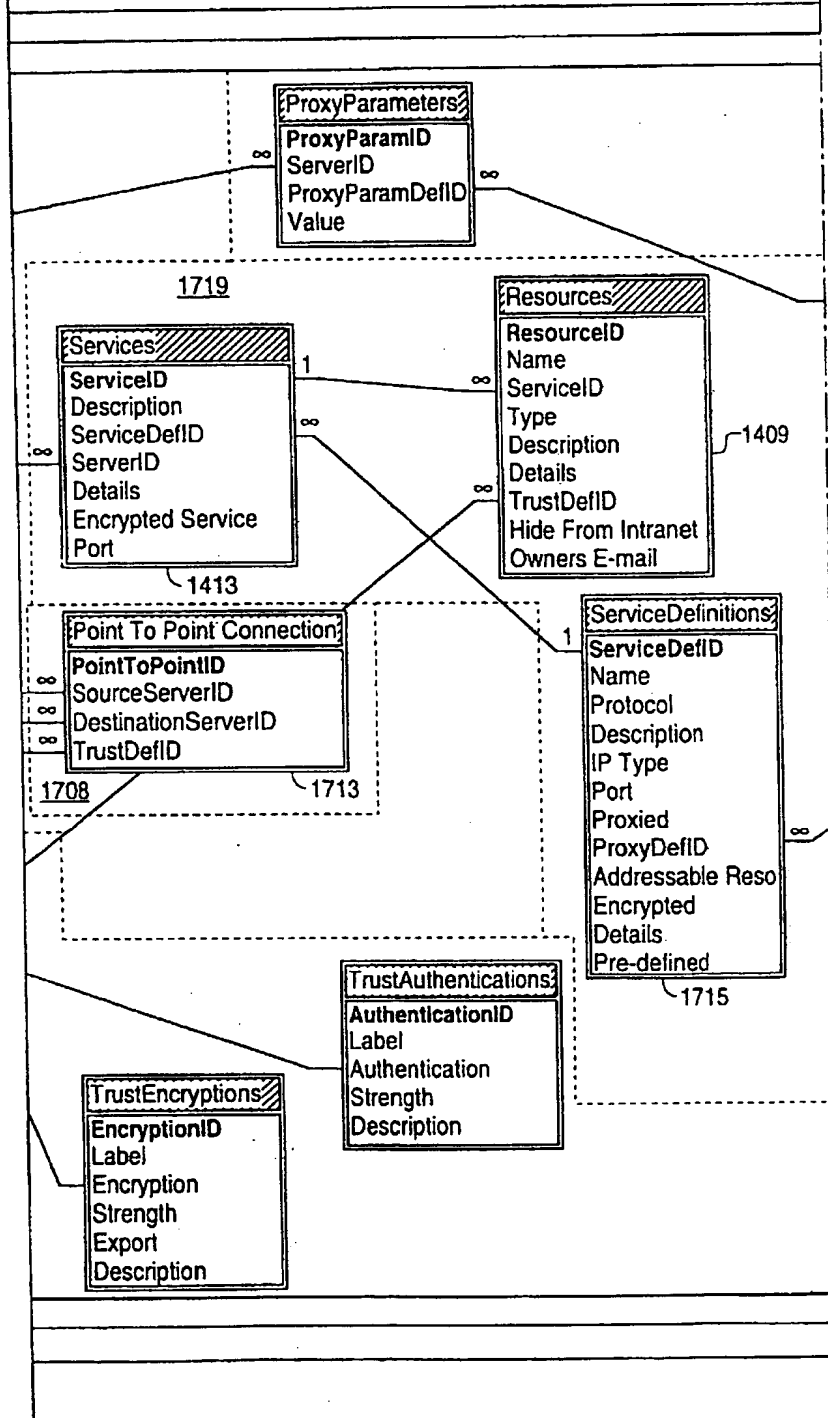 ProxyParameters
ProxyParamID
ServerID
ProxyParamDefID
Value
∞
∞
1719
Services
ServiceID
Description
ServiceDefID
ServerID
Details
Encrypted Service
Port
1
∞
∞
1413
Resources
ResourceID
Name
ServiceID
Type
Description
Details
TrustDefID
Hide From Intranet
Owners E-mail
∞
∞
1409
Point To Point Connection
PointToPointID
SourceServerID
DestinationServerID
TrustDefID
∞
∞
∞
1708
1713
ServiceDefinitions
ServiceDefID
Name
Protocol
Description
IP Type
Port
Proxied
ProxyDefID
Addressable Reso
Encrypted
Details
Pre-defined
1
∞
1715
TrustAuthentications
AuthenticationID
Label
Authentication
Strength
Description
TrustEncryptions
EncryptionID
Label
Encryption
Strength
Export
Description